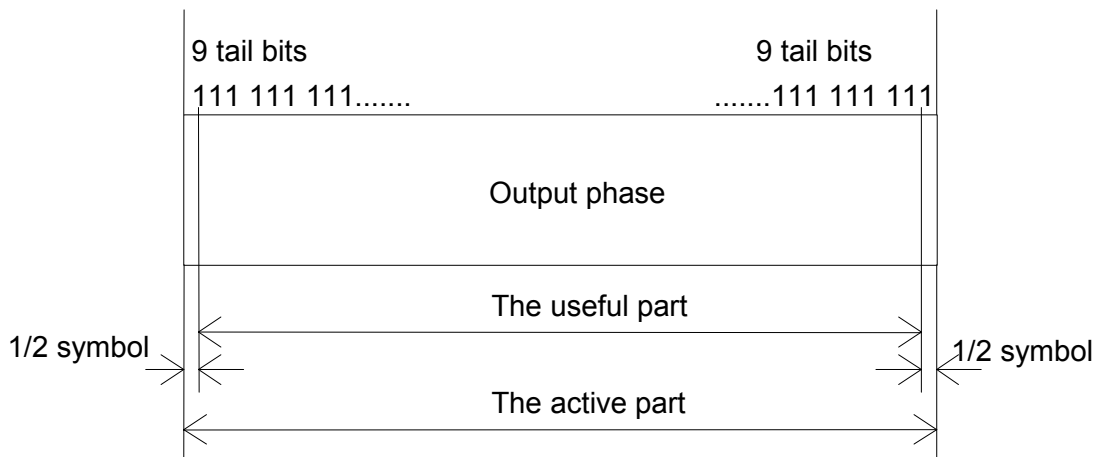 9 tail bits 9 tail bits
111 111 111....... .......111 111 111
Output phase
The useful part
1/2 symbol 1/2 symbol
The active part